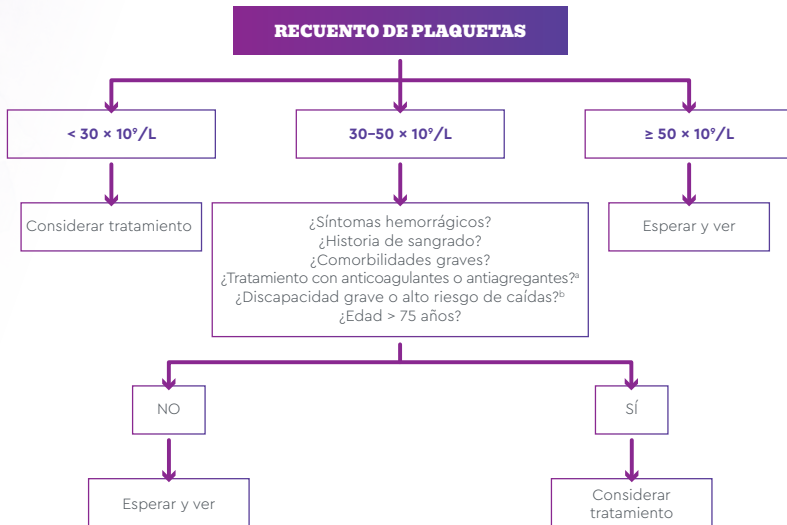 RECUENTO DE PLAQUETAS
< 30 × 10⁹/L
30–50 × 10⁹/L
≥ 50 × 10⁹/L
Considerar tratamiento
¿Síntomas hemorrágicos?
¿Historia de sangrado?
¿Comorbilidades graves?
¿Tratamiento con anticoagulantes o antiagregantes?ᵃ
¿Discapacidad grave o alto riesgo de caídas?ᵇ
¿Edad > 75 años?
Esperar y ver
NO
SÍ
Esperar y ver
Considerar
tratamiento